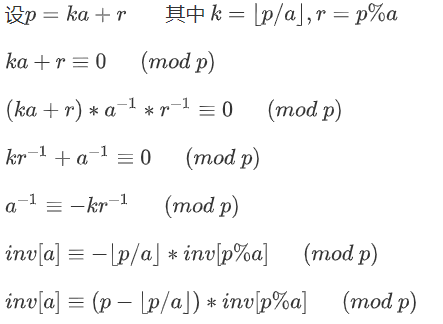 设p = ka + r 其中 k = ⌊p/a⌋, r = p%a
ka + r ≡ 0 (mod p)
(ka + r) * a⁻¹ * r⁻¹ ≡ 0 (mod p)
kr⁻¹ + a⁻¹ ≡ 0 (mod p)
a⁻¹ ≡ −kr⁻¹ (mod p)
inv[a] ≡ −⌊p/a⌋ * inv[p%a] (mod p)
inv[a] ≡ (p − ⌊p/a⌋) * inv[p%a] (mod p)